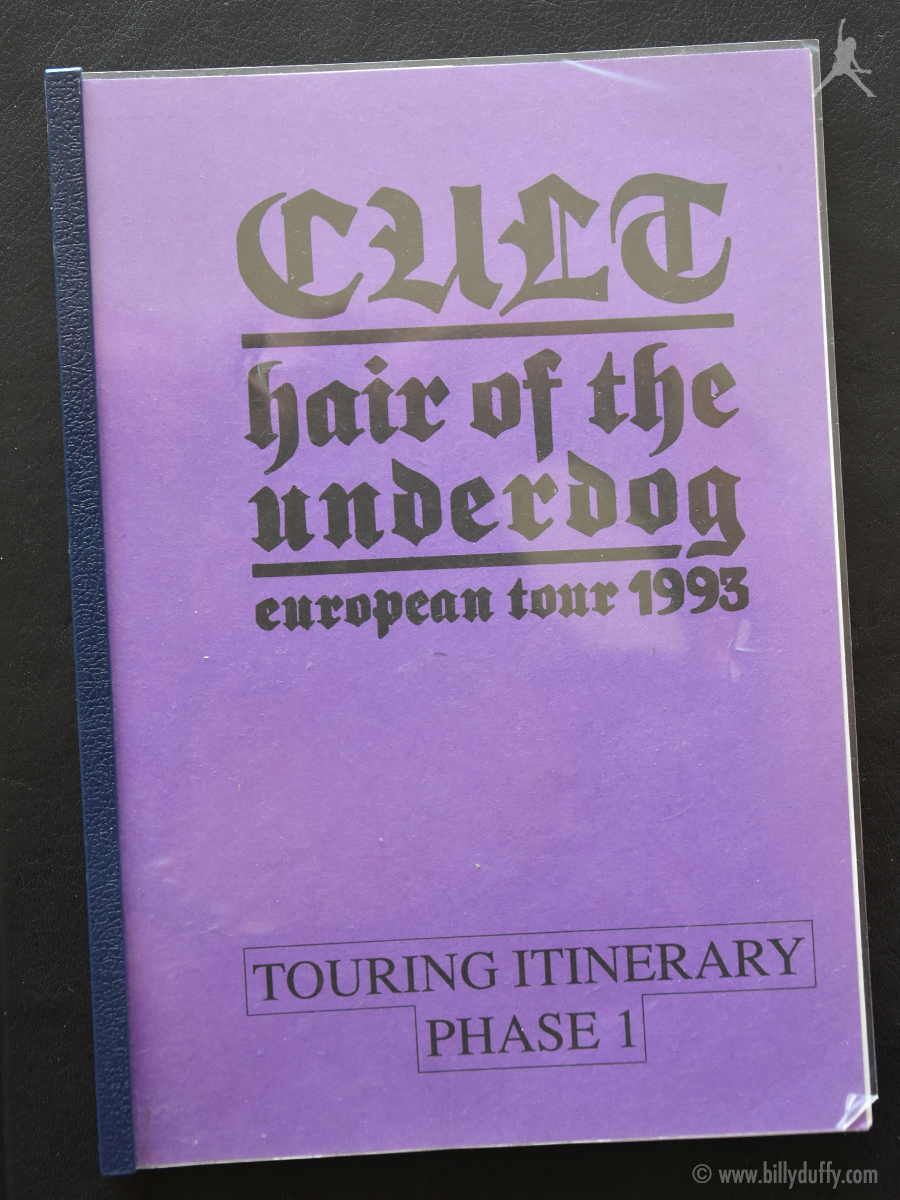 CULT
hair of the
underdog
european tour 1993
TOURING ITINERARY
PHASE 1
© www.billyduffy.com